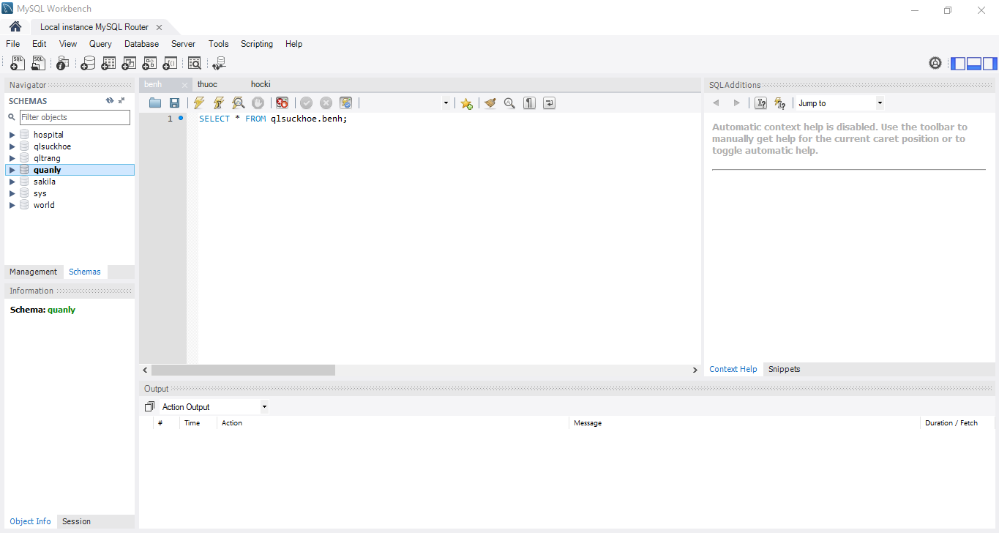 MySQL Workbench
Local instance MySQL Router
File Edit View Query Database Server Tools Scripting Help
Navigator
SCHEMAS
Filter objects
hospital
qlsuckhoe
qltrang
quanly
sakila
sys
world
Management Schemas
Information
Schema: quanly
Object Info Session
benh thuoc hocki
1 SELECT * FROM qlsuckhoe.benh;
SQLAdditions
Jump to
Automatic context help is disabled. Use the toolbar to
manually get help for the current caret position or to
toggle automatic help.
Context Help Snippets
Output
Action Output
# Time Action Message Duration / Fetch